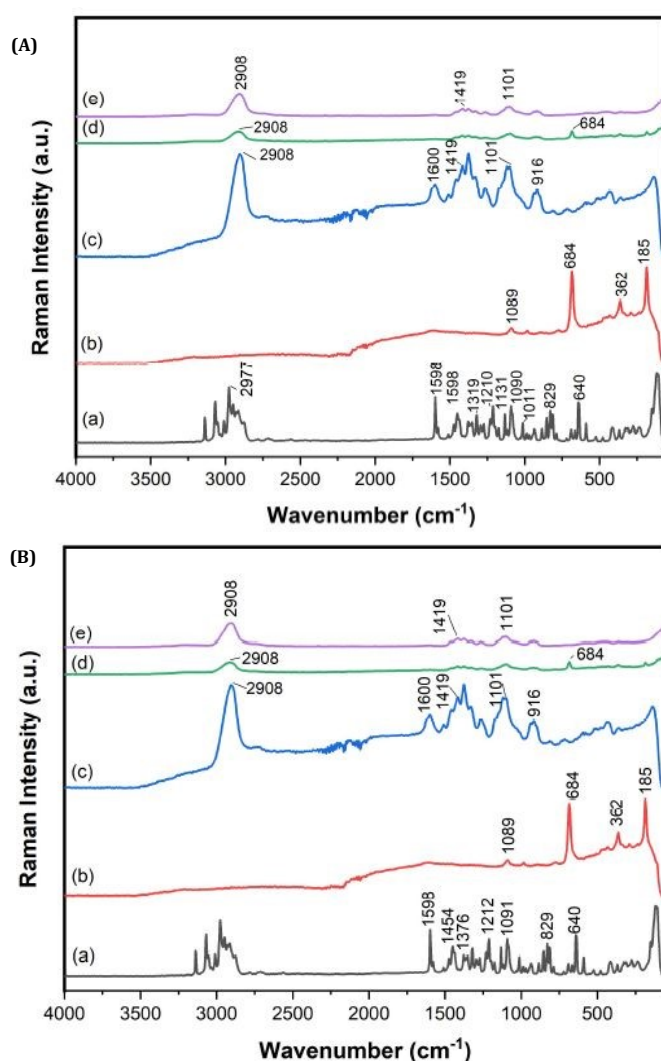 (A)
2908
(e)
1419
1101
(d)
2908
684
2908
1600
1419
1101
916
(c)
684
362
185
1089
(b)
2977
1598
1598
1319
1210
1131
1090
1011
829
640
(a)
Raman Intensity (a.u.)
4000 3500 3000 2500 2000 1500 1000 500
Wavenumber (cm⁻¹)
(B)
2908
(e)
1419
1101
(d)
2908
684
2908
1600
1419
1101
916
(c)
684
362
185
1089
(b)
1598
1454
1376
1212
1091
829
640
(a)
Raman Intensity (a.u.)
4000 3500 3000 2500 2000 1500 1000 500
Wavenumber (cm⁻¹)